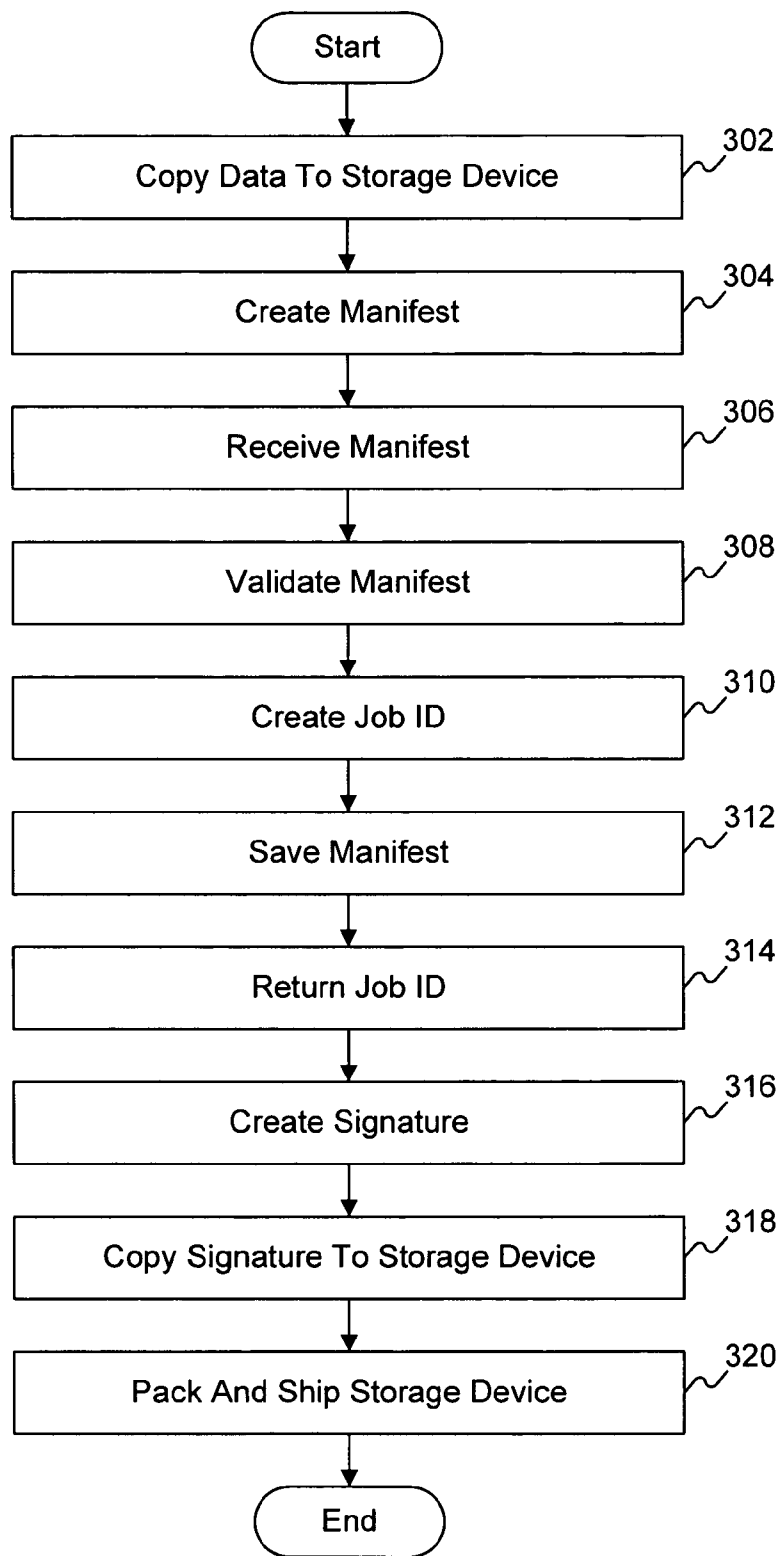 Start
302
Copy Data To Storage Device
304
Create Manifest
306
Receive Manifest
308
Validate Manifest
310
Create Job ID
312
Save Manifest
314
Return Job ID
316
Create Signature
318
Copy Signature To Storage Device
320
Pack And Ship Storage Device
End